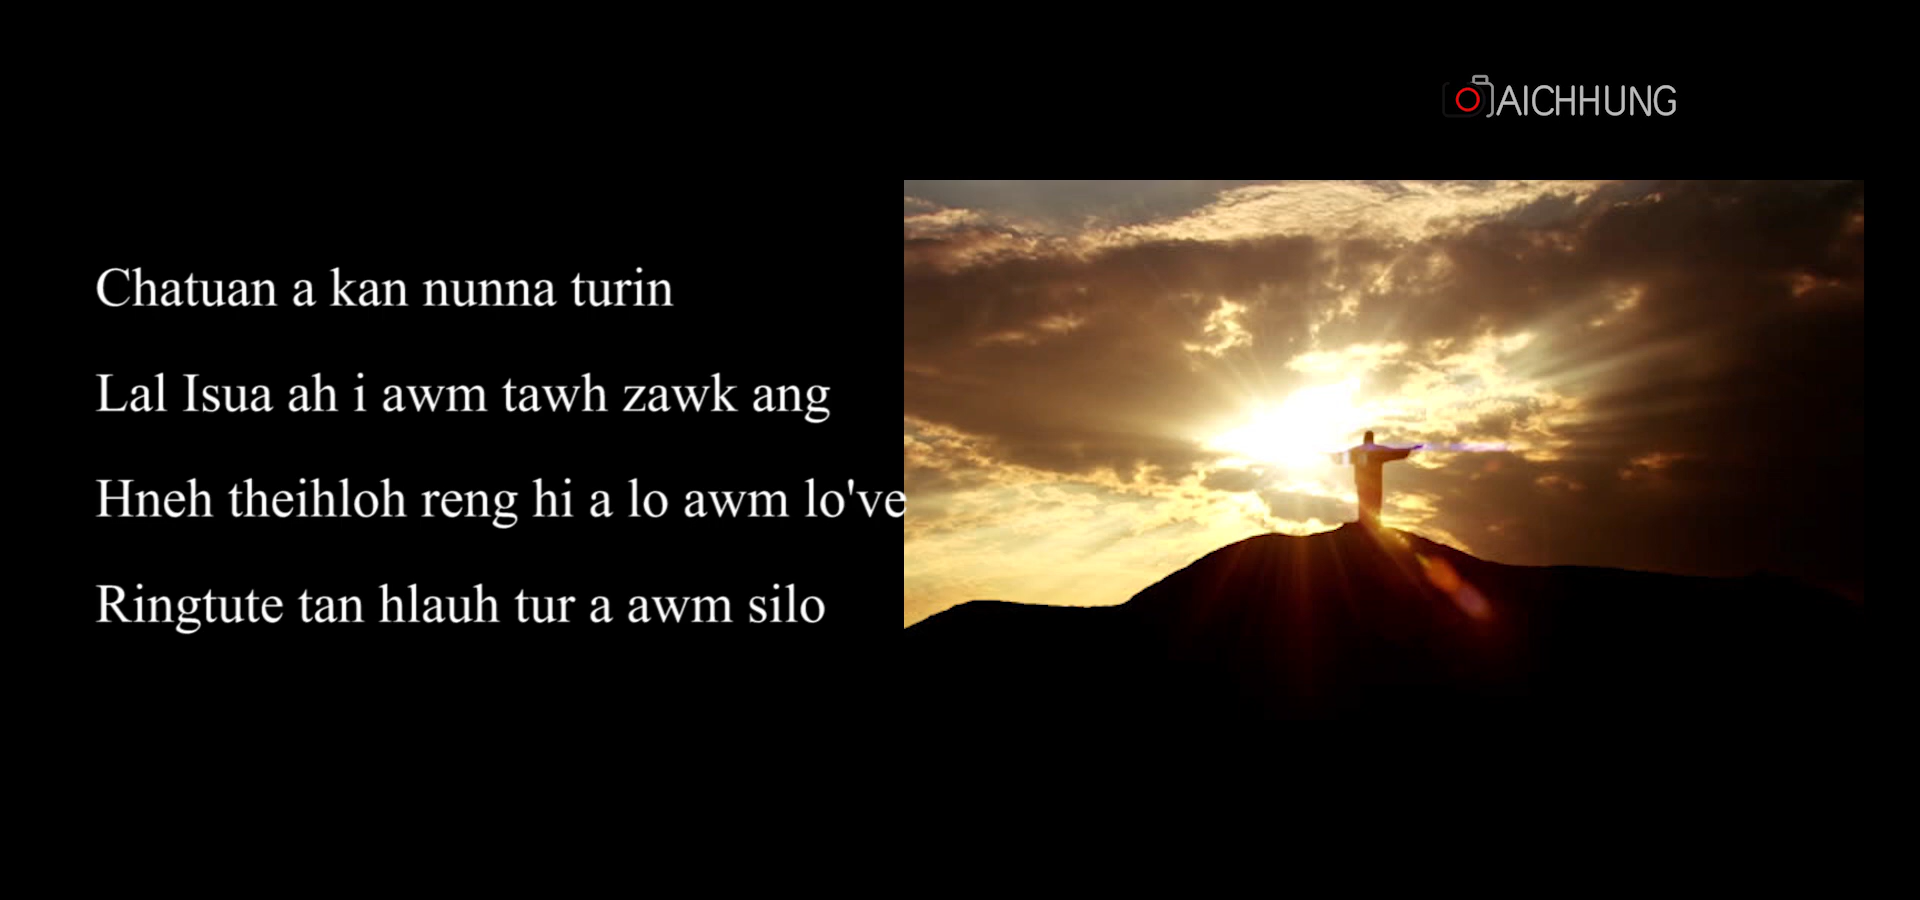 AICHHUNG
Chatuan a kan nunna turin
Lal Isua ah i awm tawh zawk ang
Hneh theihloh reng hi a lo awm lo've
Ringtute tan hlauh tur a awm silo